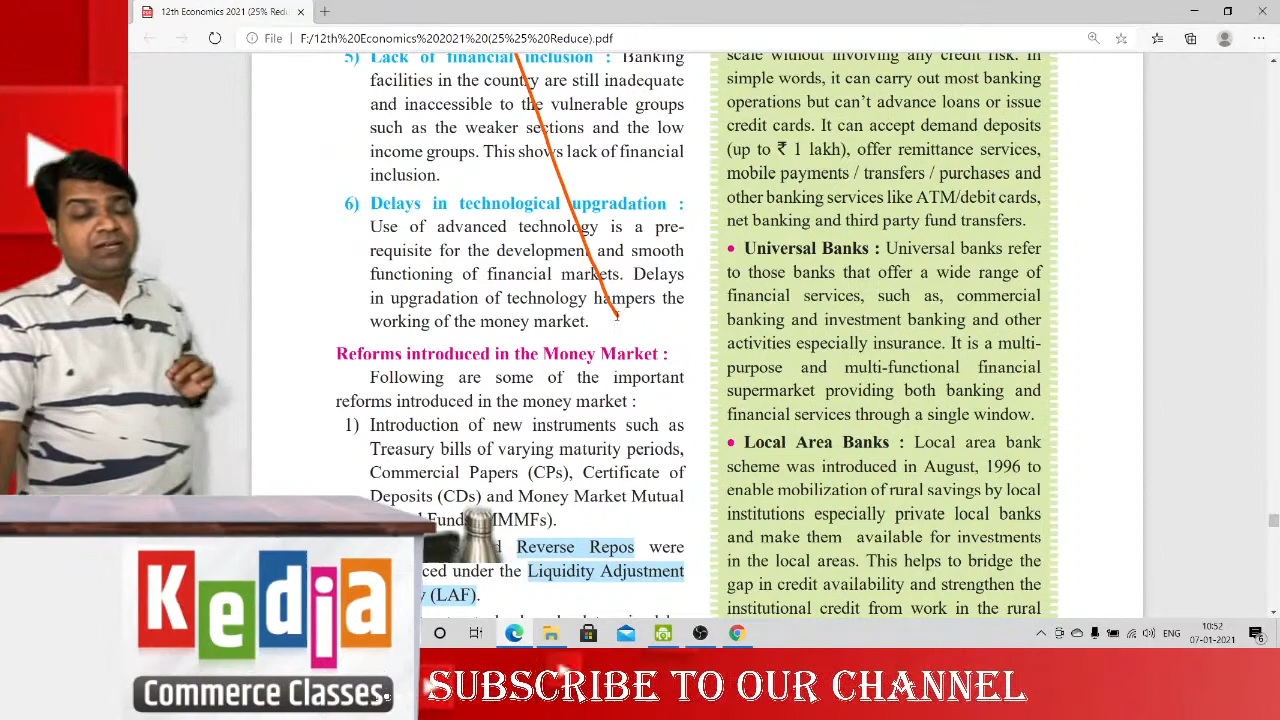 12th Economics 2021 (25% Reduc
File
F:/12th%20Economics%202021%20(25%25%20Reduce).pdf
5) Lack of financial inclusion : Banking
facilities in the country are still inadequate
and inaccessible to the vulnerable groups
such as the weaker sections and the low
income groups. This shows lack of financial
inclusion.
6) Delays in technological upgradation :
Use of advanced technology is a pre-
requisite for the development and smooth
functioning of financial markets. Delays
in upgradation of technology hampers the
working of the money market.
Reforms introduced in the Money Market :
Following are some of the important
reforms introduced in the money market :
1) Introduction of new instruments such as
Treasury bills of varying maturity periods,
Commercial Papers (CPs), Certificate of
Deposits (CDs) and Money Market Mutual
Funds MMMFs).
Reverse Repos were
ced under the Liquidity Adjustment
(LAF).
scale without involving any credit risk. In
simple words, it can carry out most banking
operations but can't advance loans or issue
credit cards. It can accept demand deposits
(up to ₹ 1 lakh), offer remittance services,
mobile payments / transfers / purchases and
other banking services like ATM/debit cards,
net banking and third party fund transfers.
• Universal Banks : Universal banks refer
to those banks that offer a wide range of
financial services, such as, commercial
banking and investment banking and other
activities especially insurance. It is a multi-
purpose and multi-functional financial
supermarket providing both banking and
financial services through a single window.
• Local Area Banks : Local area bank
scheme was introduced in August, 1996 to
enable mobilization of rural savings by local
institutions especially private local banks
and make them available for investments
in the local areas. This helps to bridge the
gap in credit availability and strengthen the
institutional credit from work in the rural
ENG
10:52
07-01-2021
6
Kedia
Commerce Classes
SUBSCRIBE TO OUR CHANNEL